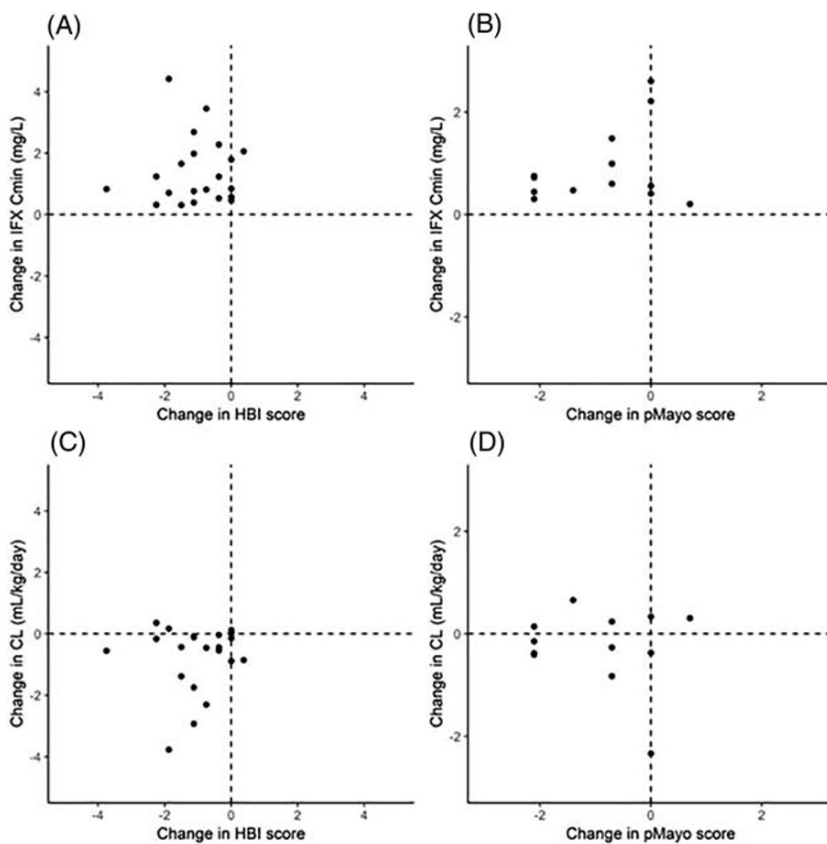 (A)
Change in IFX Cmin (mg/L)
4
2
0
-2
-4
-4 -2 0 2 4
Change in HBI score
(B)
Change in IFX Cmin (mg/L)
2
0
-2
-2 0 2
Change in pMayo score
(C)
Change in CL (mL/kg/day)
4
2
0
-2
-4
-4 -2 0 2 4
Change in HBI score
(D)
Change in CL (mL/kg/day)
2
0
-2
-2 0 2
Change in pMayo score